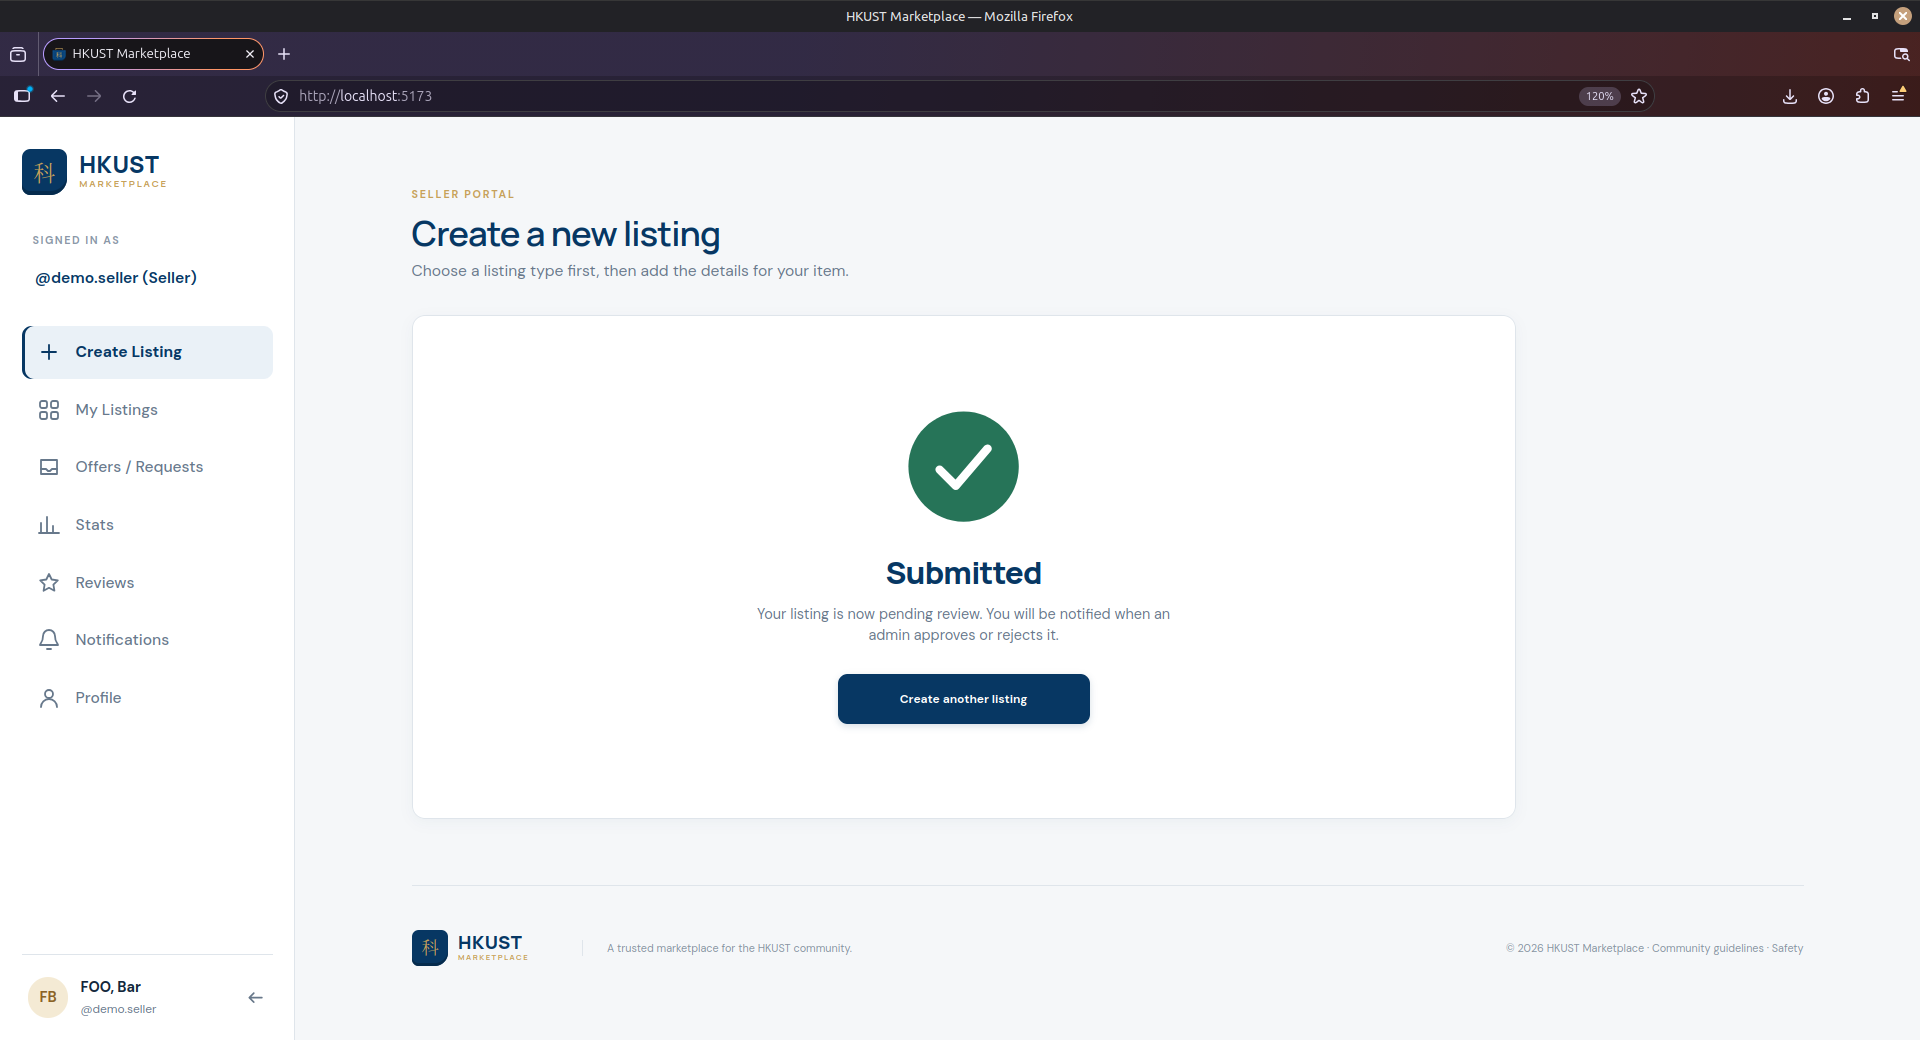 HKUST Marketplace — Mozilla Firefox
HKUST Marketplace
http://localhost:5173
120%
科
HKUST
MARKETPLACE
SIGNED IN AS
@demo.seller (Seller)
Create Listing
My Listings
Offers / Requests
Stats
Reviews
Notifications
Profile
FB
FOO, Bar
@demo.seller
SELLER PORTAL
Create a new listing
Choose a listing type first, then add the details for your item.
Submitted
Your listing is now pending review. You will be notified when an
admin approves or rejects it.
Create another listing
科
HKUST
MARKETPLACE
A trusted marketplace for the HKUST community.
© 2026 HKUST Marketplace · Community guidelines · Safety